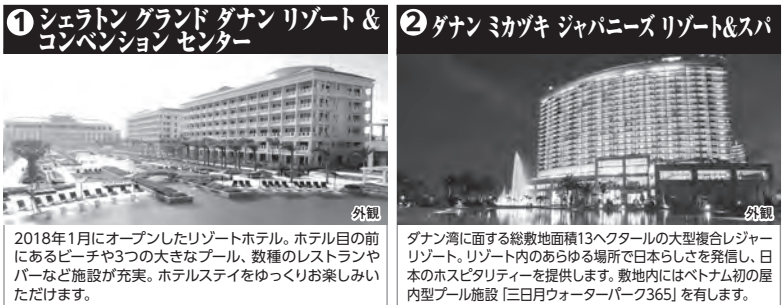 ❶シェラトン グランド ダナン リゾート &
コンベンション センター
外観
2018年1月にオープンしたリゾートホテル。ホテル目の前
にあるビーチや3つの大きなプール、数種のレストランや
バーなど施設が充実。ホテルステイをゆっくりお楽しみい
ただけます。
❷ダナン ミカヅキ ジャパニーズ リゾート&スパ
外観
ダナン湾に面する総敷地面積13ヘクタールの大型複合レジャー
リゾート。リゾート内のあらゆる場所で日本らしさを発信し、日
本のホスピタリティーを提供します。敷地内にはベトナム初の屋
内型プール施設「三日月ウォーターパーク365」を有します。